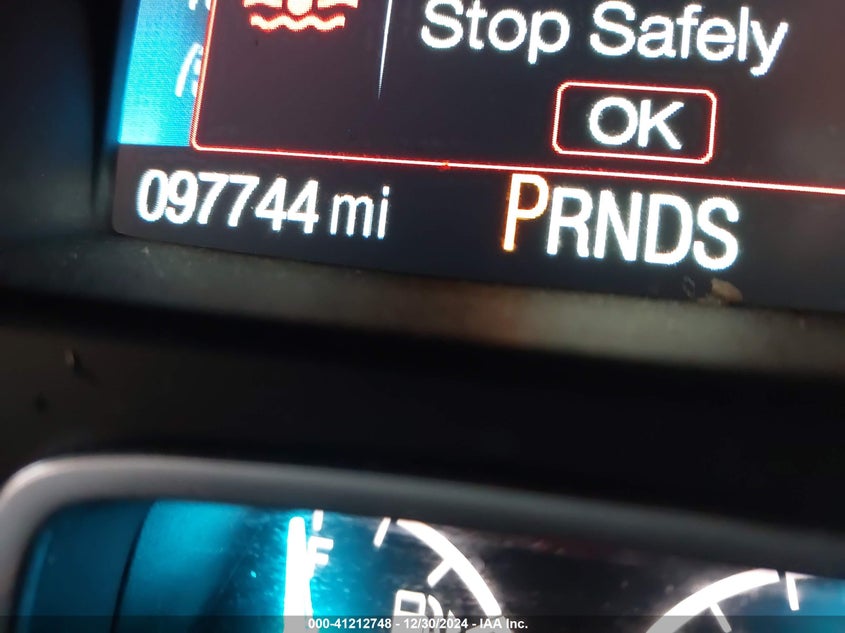 Stop Safely
OK
097744 mi PRNDS
F
000-41212748 - 12/30/2024 - IAA Inc.